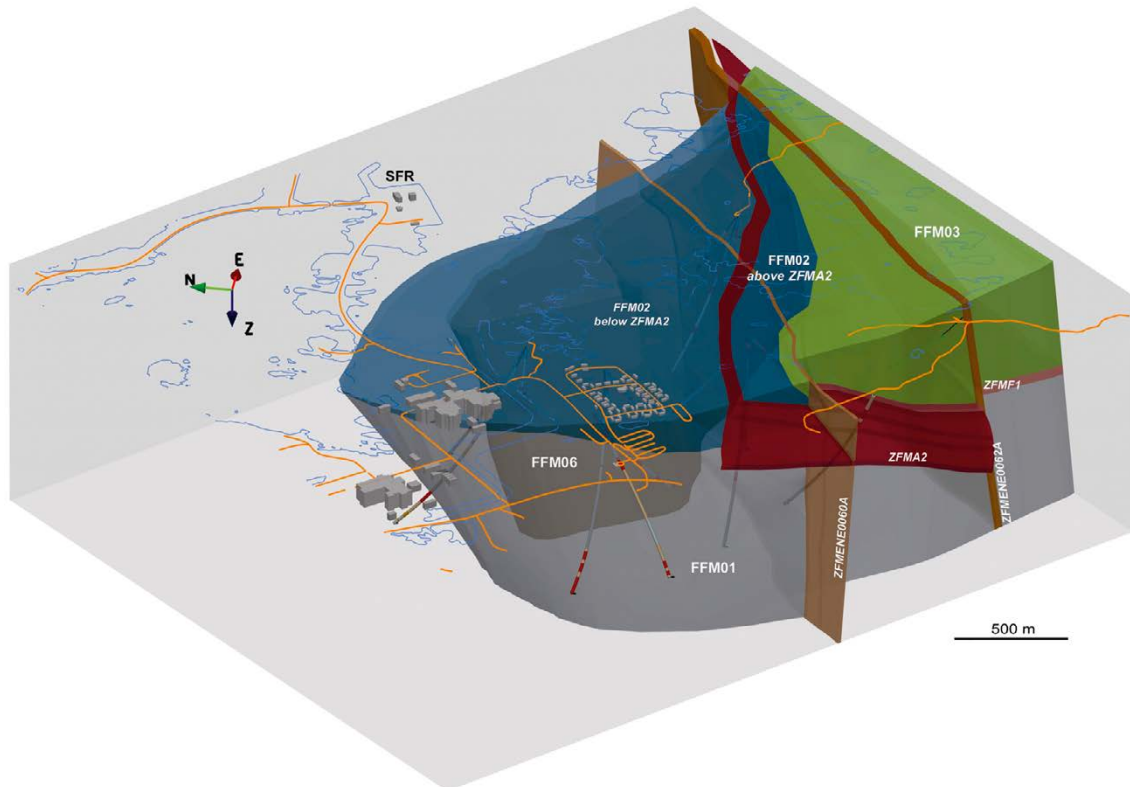 SFR
N
E
Z
FFM03
FFM02
above ZFMA2
FFM02
below ZFMA2
ZFMF1
ZFMA2
FFM06
FFM01
ZFMENE0060A
ZFMENE0062A
500 m